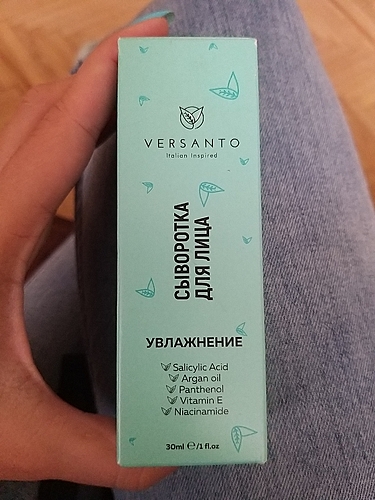 VERSANTO
Italian Inspired
СЫВОРОТКА
ДЛЯ ЛИЦА
УВЛАЖНЕНИЕ
Salicylic Acid
Argan oil
Panthenol
Vitamin E
Niacinamide
30ml ℮/1 fl.oz